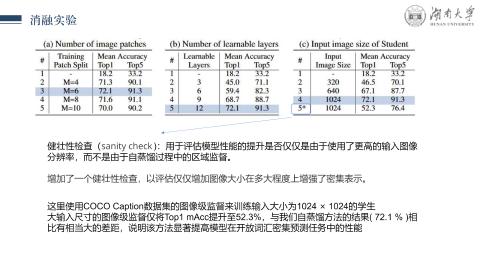 消融实验
湖南大学
HUNAN UNIVERSITY
(a) Number of image patches
# Training Patch Split Mean Accuracy Top1 Top5
1 - 18.2 33.2
2 M=4 71.3 90.1
3 M=6 72.1 91.3
4 M=8 71.6 91.1
5 M=10 70.0 90.2
(b) Number of learnable layers
# Learnable Layers Mean Accuracy Top1 Top5
1 - 18.2 33.2
2 3 45.0 71.1
3 6 59.4 82.3
4 9 68.7 88.7
5 12 72.1 91.3
(c) Input image size of Student
# Input Image Size Mean Accuracy Top1 Top5
1 - 18.2 33.2
2 320 46.5 70.1
3 640 67.1 87.7
4 1024 72.1 91.3
5* 1024 52.3 76.4
健壮性检查（sanity check）：用于评估模型性能的提升是否仅仅是由于使用了更高的输入图像
分辨率，而不是由于自蒸馏过程中的区域监督。
增加了一个健壮性检查，以评估仅仅增加图像大小在多大程度上增强了密集表示。
这里使用COCO Caption数据集的图像级监督来训练输入大小为1024 × 1024的学生
大输入尺寸的图像级监督仅将Top1 mAcc提升至52.3%，与我们自蒸馏方法的结果( 72.1 % )相
比有相当大的差距，说明该方法显著提高模型在开放词汇密集预测任务中的性能